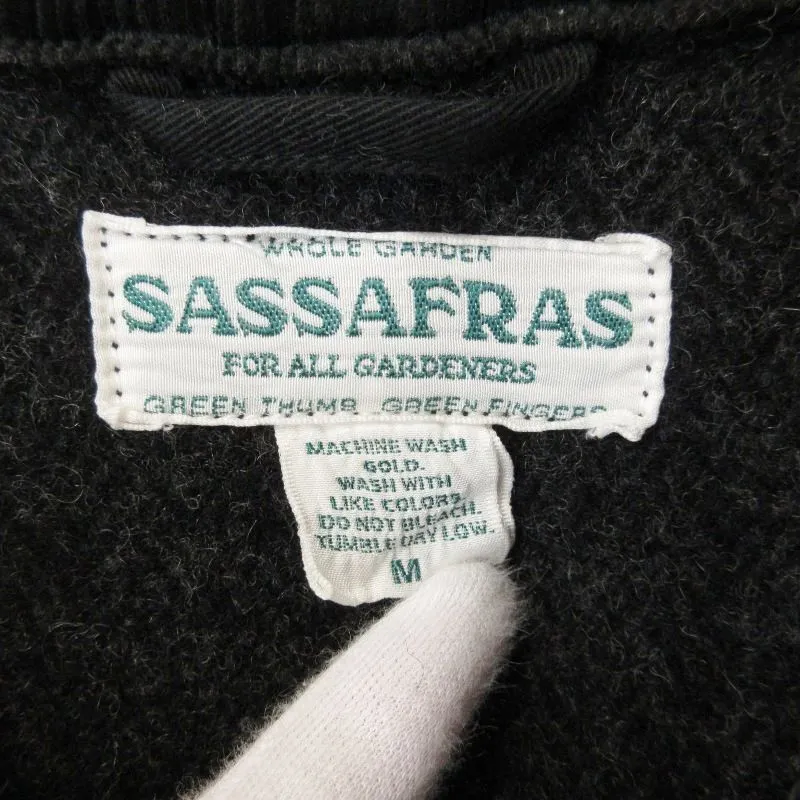 WHOLE GARDEN
SASSAFRAS
FOR ALL GARDENERS
GREEN THUMB GREEN FINGERS
MACHINE WASH
GOLD.
WASH WITH
LIKE COLORS.
DO NOT BLEACH.
TUMBLE DRY LOW.
M